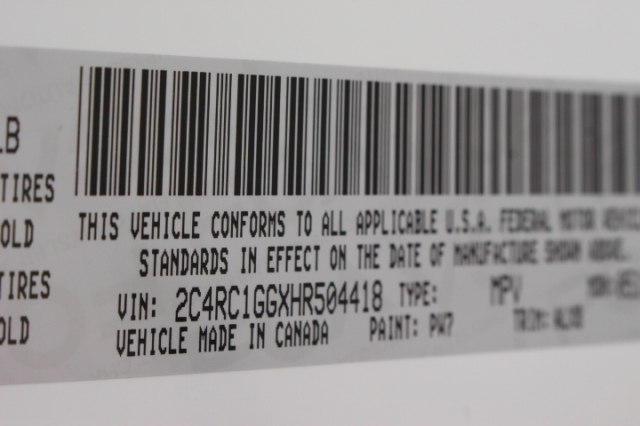 LB
TIRES
OLD
TIRES
OLD
THIS VEHICLE CONFORMS TO ALL APPLICABLE U.S.A. FEDERAL MOTOR
STANDARDS IN EFFECT ON THE DATE OF MANUFACTURE SHOWN ABOVE.
VIN: 2C4RC1GGXHR504418 TYPE: MPV
VEHICLE MADE IN CANADA PAINT: PW7 TRIM: